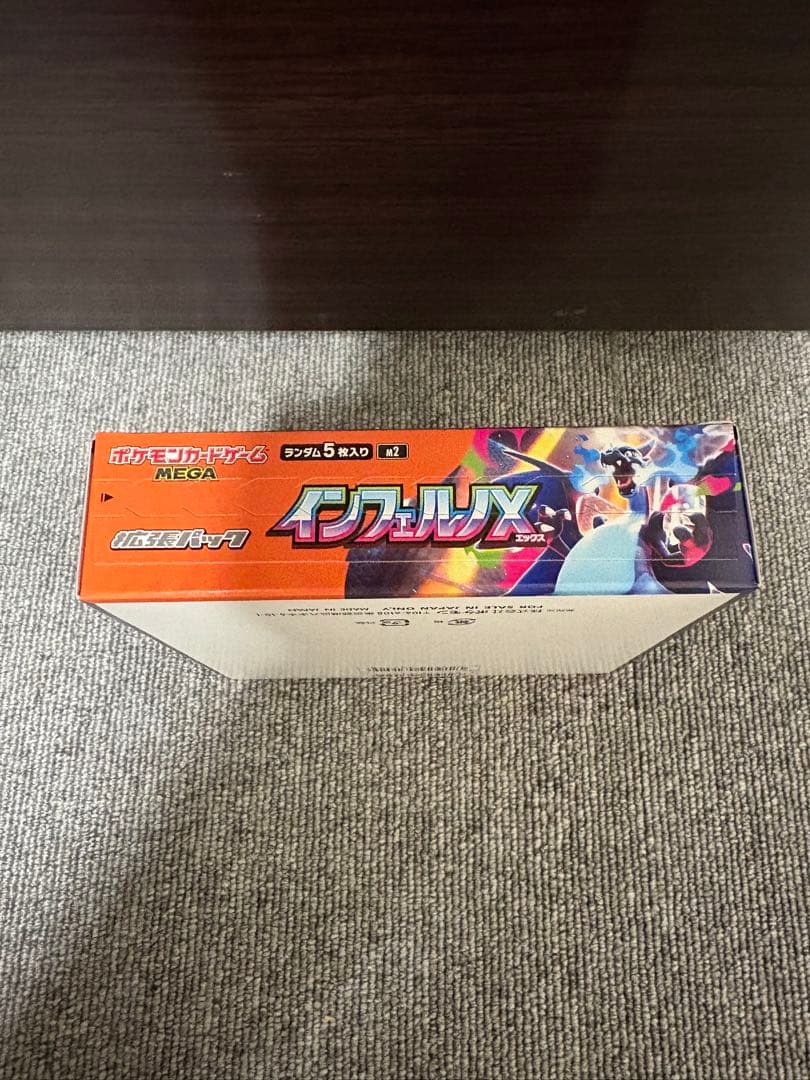 ポケモンカードゲーム
MEGA
ランダム5枚入り
M2
拡張パック
インフェルノX
エックス
FOR SALE IN JAPAN ONLY
MADE IN JAPAN